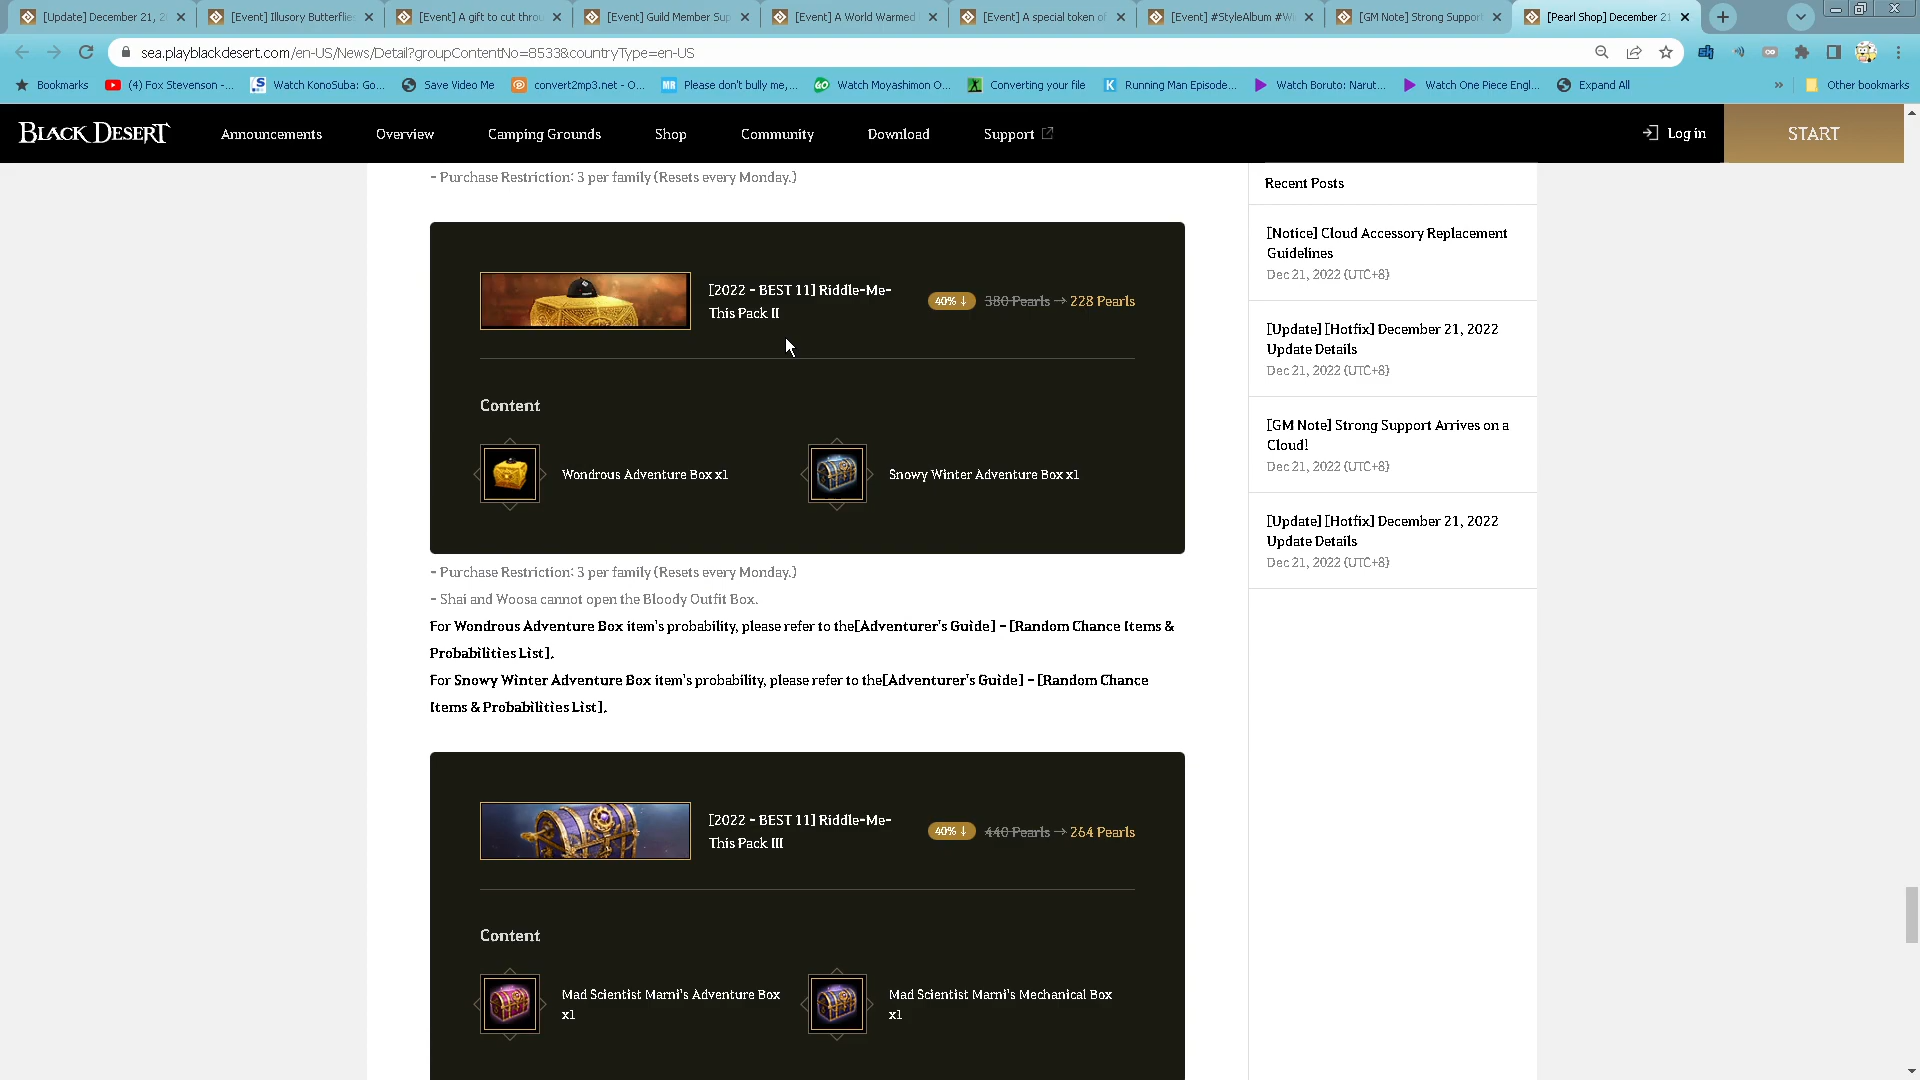 [Update] December 21, 2
[Event] Illusory Butterflie
[Event] A gift to cut throu
[Event] Guild Member Sup
[Event] A World Warmed
[Event] A special token of
[Event] #StyleAlbum #Wi
[GM Note] Strong Support
[Pearl Shop] December 21
sea.playblackdesert.com/en-US/News/Detail?groupContentNo=8533&countryType=en-US
Bookmarks
(4) Fox Stevenson -...
Watch KonoSuba: Go...
Save Video Me
convert2mp3.net - O...
Please don't bully me,...
Watch Moyashimon O...
Converting your file
Running Man Episode...
Watch Boruto: Narut...
Watch One Piece Engl...
Expand All
»
Other bookmarks
BLACK DESERT
Announcements
Overview
Camping Grounds
Shop
Community
Download
Support
Log in
START
- Purchase Restriction: 3 per family (Resets every Monday.)
[2022 - BEST 11] Riddle-Me-
This Pack II
40% ↓ 380 Pearls → 228 Pearls
Content
Wondrous Adventure Box x1
Snowy Winter Adventure Box x1
- Purchase Restriction: 3 per family (Resets every Monday.)
- Shai and Woosa cannot open the Bloody Outfit Box.
For Wondrous Adventure Box item's probability, please refer to the[Adventurer's Guide] - [Random Chance Items &
Probabilities List].
For Snowy Winter Adventure Box item's probability, please refer to the[Adventurer's Guide] - [Random Chance
Items & Probabilities List].
[2022 - BEST 11] Riddle-Me-
This Pack III
40% ↓ 440 Pearls → 264 Pearls
Content
Mad Scientist Marni's Adventure Box
x1
Mad Scientist Marni's Mechanical Box
x1
Recent Posts
[Notice] Cloud Accessory Replacement
Guidelines
Dec 21, 2022 (UTC+8)
[Update] [Hotfix] December 21, 2022
Update Details
Dec 21, 2022 (UTC+8)
[GM Note] Strong Support Arrives on a
Cloud!
Dec 21, 2022 (UTC+8)
[Update] [Hotfix] December 21, 2022
Update Details
Dec 21, 2022 (UTC+8)